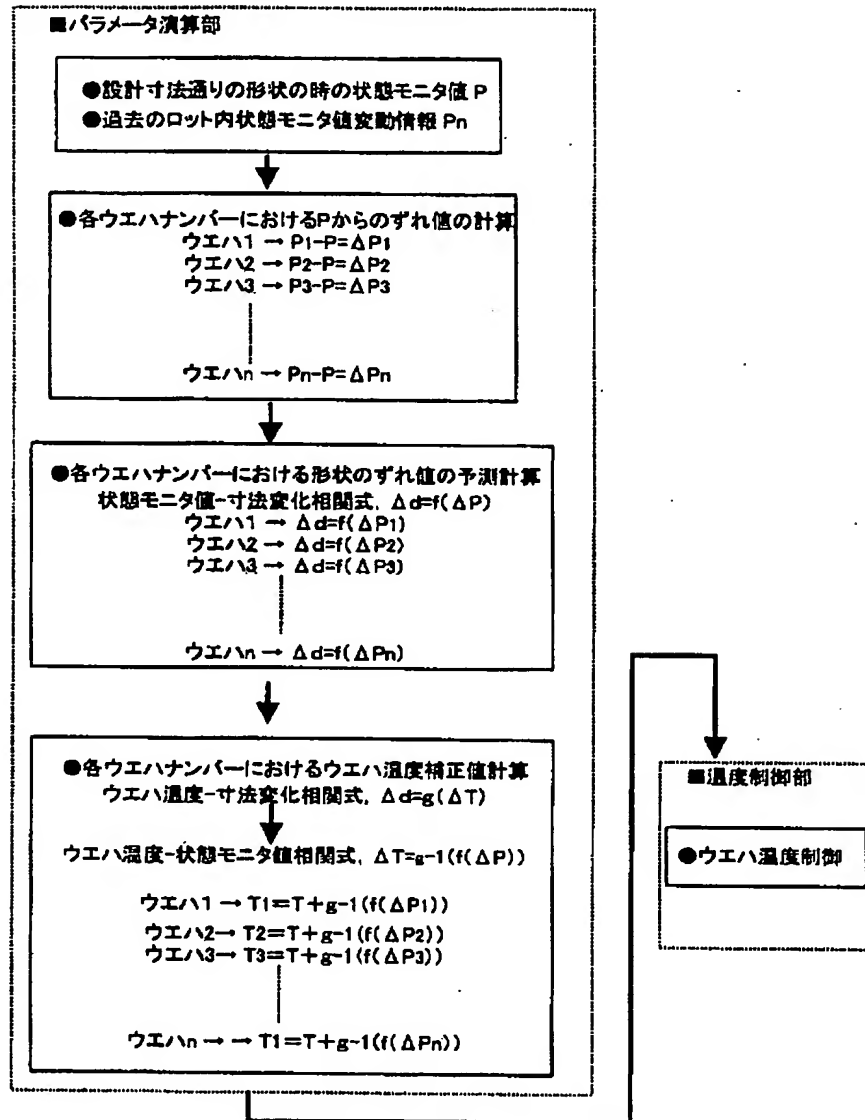 ■パラメータ演算部
●設計寸法通りの形状の時の状態モニタ値 P
●過去のロット内状態モニタ値変動情報 Pn
●各ウエハナンバーにおけるPからのずれ値の計算
ウエハ1 → P1-P=ΔP1
ウエハ2 → P2-P=ΔP2
ウエハ3 → P3-P=ΔP3
ウエハn → Pn-P=ΔPn
●各ウエハナンバーにおける形状のずれ値の予測計算
状態モニタ値-寸法変化相関式, Δd=f(ΔP)
ウエハ1 → Δd=f(ΔP1)
ウエハ2 → Δd=f(ΔP2)
ウエハ3 → Δd=f(ΔP3)
ウエハn → Δd=f(ΔPn)
●各ウエハナンバーにおけるウエハ温度補正値計算
ウエハ温度-寸法変化相関式, Δd=g(ΔT)
ウエハ温度-状態モニタ値相関式, ΔT=g-1(f(ΔP))
ウエハ1 → T1=T+g-1(f(ΔP1))
ウエハ2→ T2=T+g-1(f(ΔP2))
ウエハ3→ T3=T+g-1(f(ΔP3))
ウエハn → → T1=T+g-1(f(ΔPn))
■温度制御部
●ウエハ温度制御